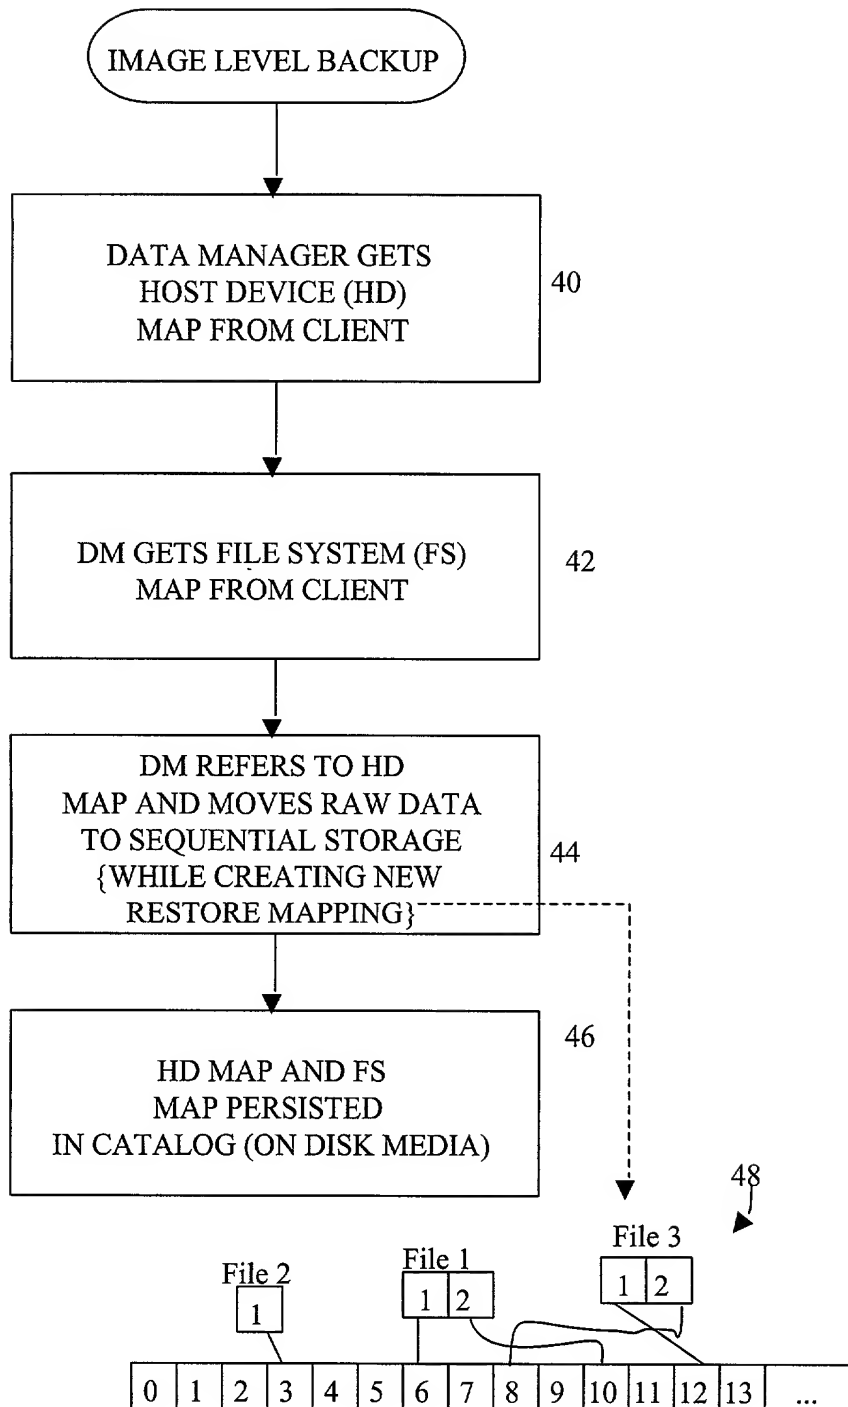 IMAGE LEVEL BACKUP
DATA MANAGER GETS
HOST DEVICE (HD)
MAP FROM CLIENT
40
DM GETS FILE SYSTEM (FS)
MAP FROM CLIENT
42
DM REFERS TO HD
MAP AND MOVES RAW DATA
TO SEQUENTIAL STORAGE
{WHILE CREATING NEW
RESTORE MAPPING}
44
46
HD MAP AND FS
MAP PERSISTED
IN CATALOG (ON DISK MEDIA)
48
File 3
1 2
File 1
1 2
File 2
1
0 1 2 3 4 5 6 7 8 9 10 11 12 13 ...